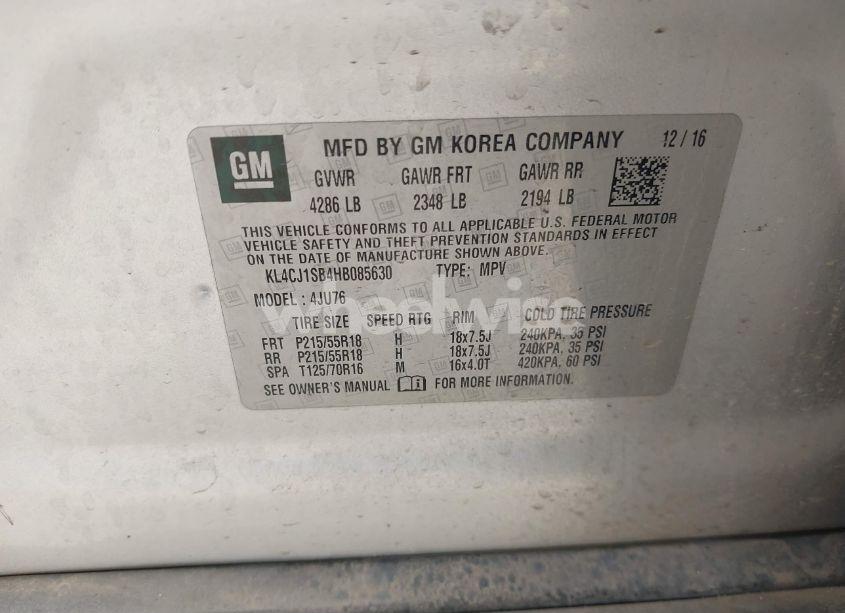 GM MFD BY GM KOREA COMPANY 12 / 16
GVWR GAWR FRT GAWR RR
4286 LB 2348 LB 2194 LB
THIS VEHICLE CONFORMS TO ALL APPLICABLE U.S. FEDERAL MOTOR
VEHICLE SAFETY AND THEFT PREVENTION STANDARDS IN EFFECT
ON THE DATE OF MANUFACTURE SHOWN ABOVE.
KL4CJ1SB4HB085630 TYPE: MPV
MODEL: 4JU76
wheelwise
TIRE SIZE SPEED RTG RIM COLD TIRE PRESSURE
FRT P215/55R18 H 18x7.5J 240KPA, 35 PSI
RR P215/55R18 H 18x7.5J 240KPA, 35 PSI
SPA T125/70R16 M 16x4.0T 420KPA, 60 PSI
SEE OWNER'S MANUAL FOR MORE INFORMATION.